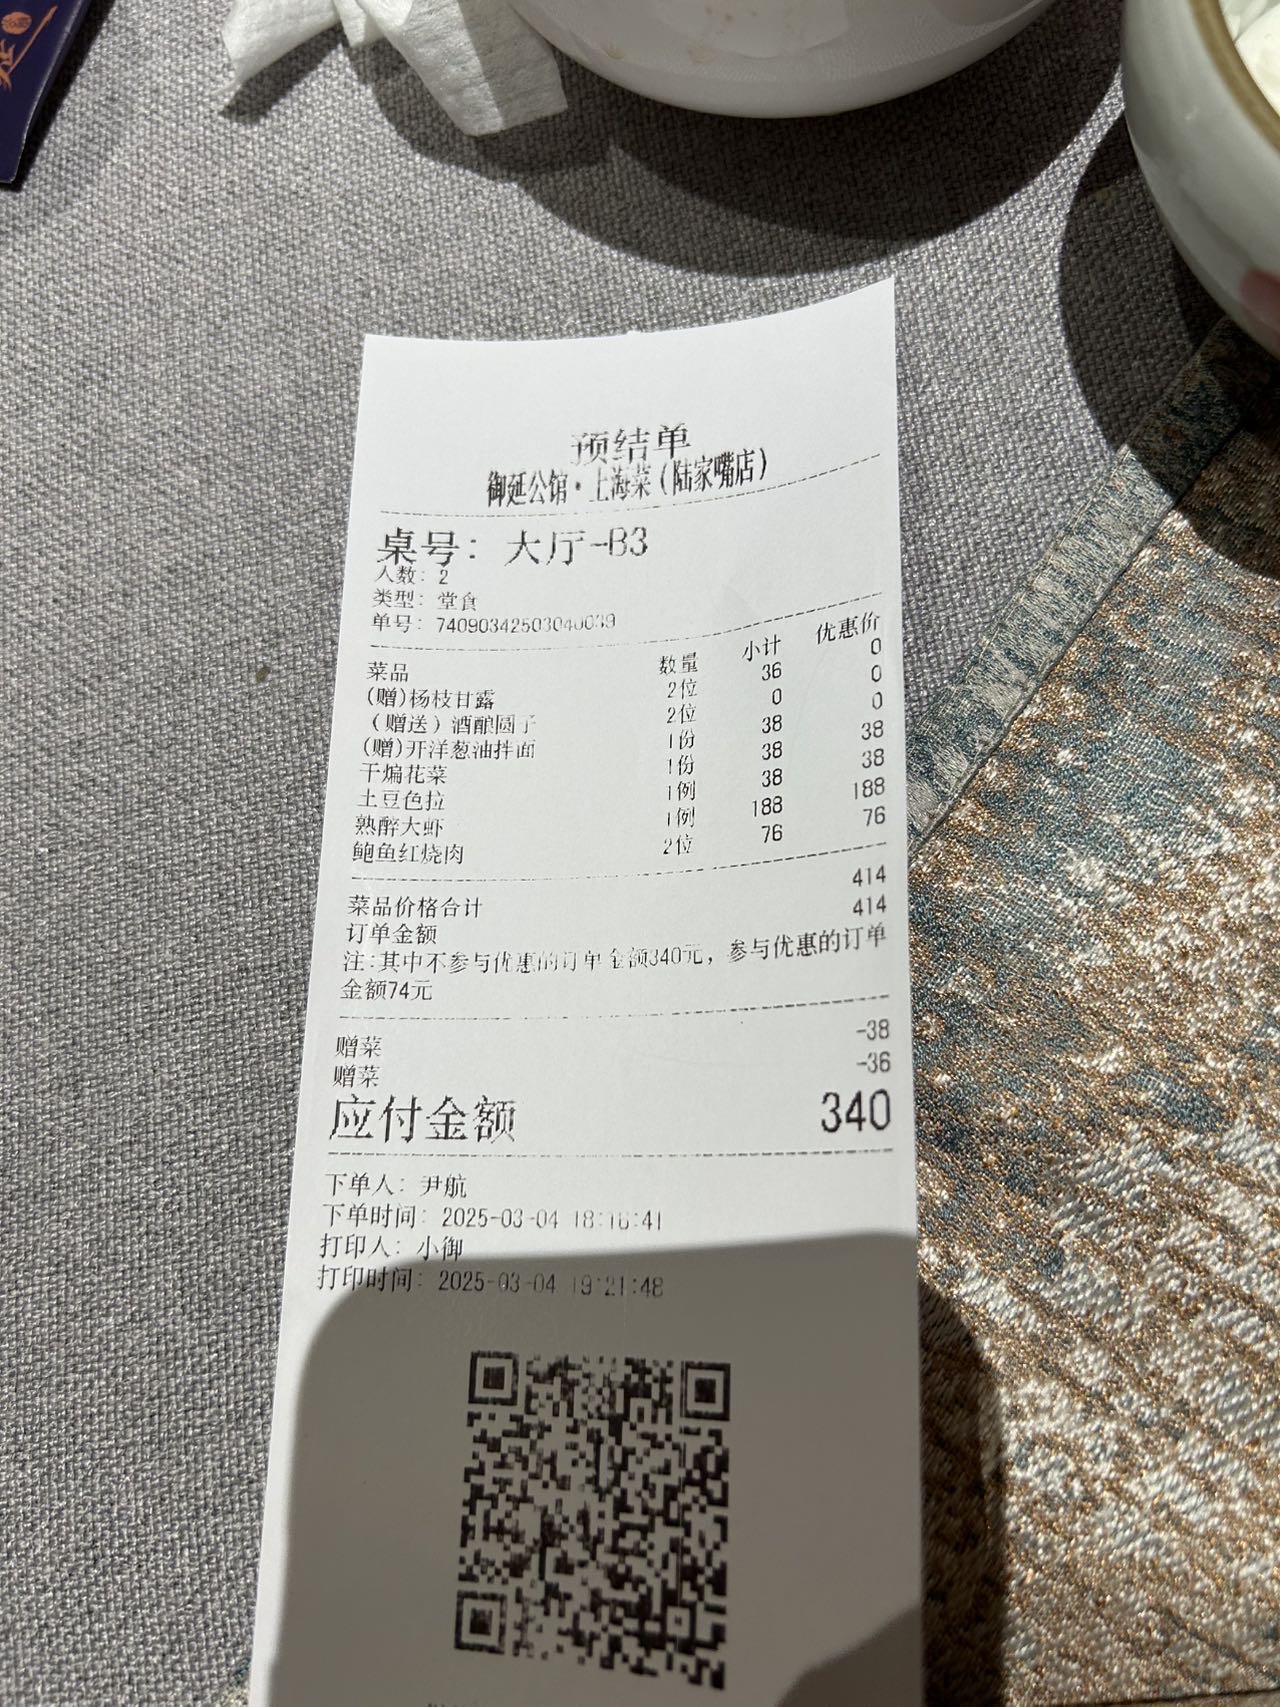 预结单
御延公馆·上海菜(陆家嘴店)
桌号: 大厅-B3
人数: 2
类型: 堂食
单号: 74090342503040039
菜品 数量 小计 优惠价
(赠)杨枝甘露 2位 36 0
(赠送)酒酿圆子 2位 0 0
(赠)开洋葱油拌面 1份 38 0
干煸花菜 1份 38 38
土豆色拉 1例 38 38
熟醉大虾 1例 188 188
鲍鱼红烧肉 2位 76 76
菜品价格合计 414
订单金额 414
注:其中不参与优惠的订单金额340元，参与优惠的订单
金额74元
赠菜 -38
赠菜 -36
应付金额 340
下单人: 尹航
下单时间: 2025-03-04 18:16:41
打印人: 小御
打印时间: 2025-03-04 19:21:48